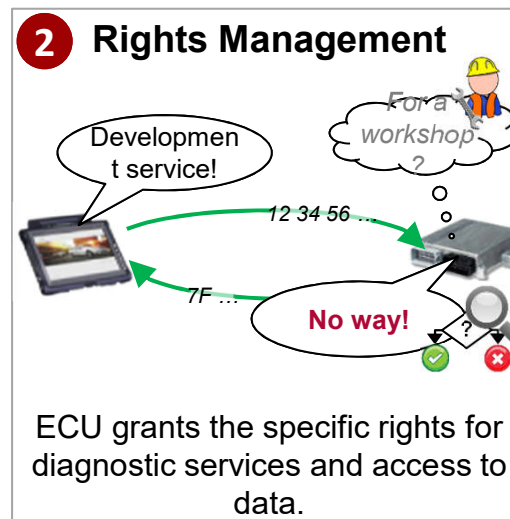 2 Rights Management
For a
workshop
?
Developmen
t service!
12 34 56 ...
7F ...
No way!
?
ECU grants the specific rights for
diagnostic services and access to
data.